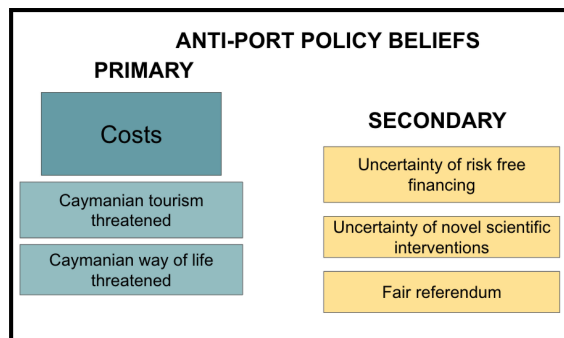 ANTI-PORT POLICY BELIEFS
PRIMARY
Costs
Caymanian tourism
threatened
Caymanian way of life
threatened
SECONDARY
Uncertainty of risk free
financing
Uncertainty of novel scientific
interventions
Fair referendum